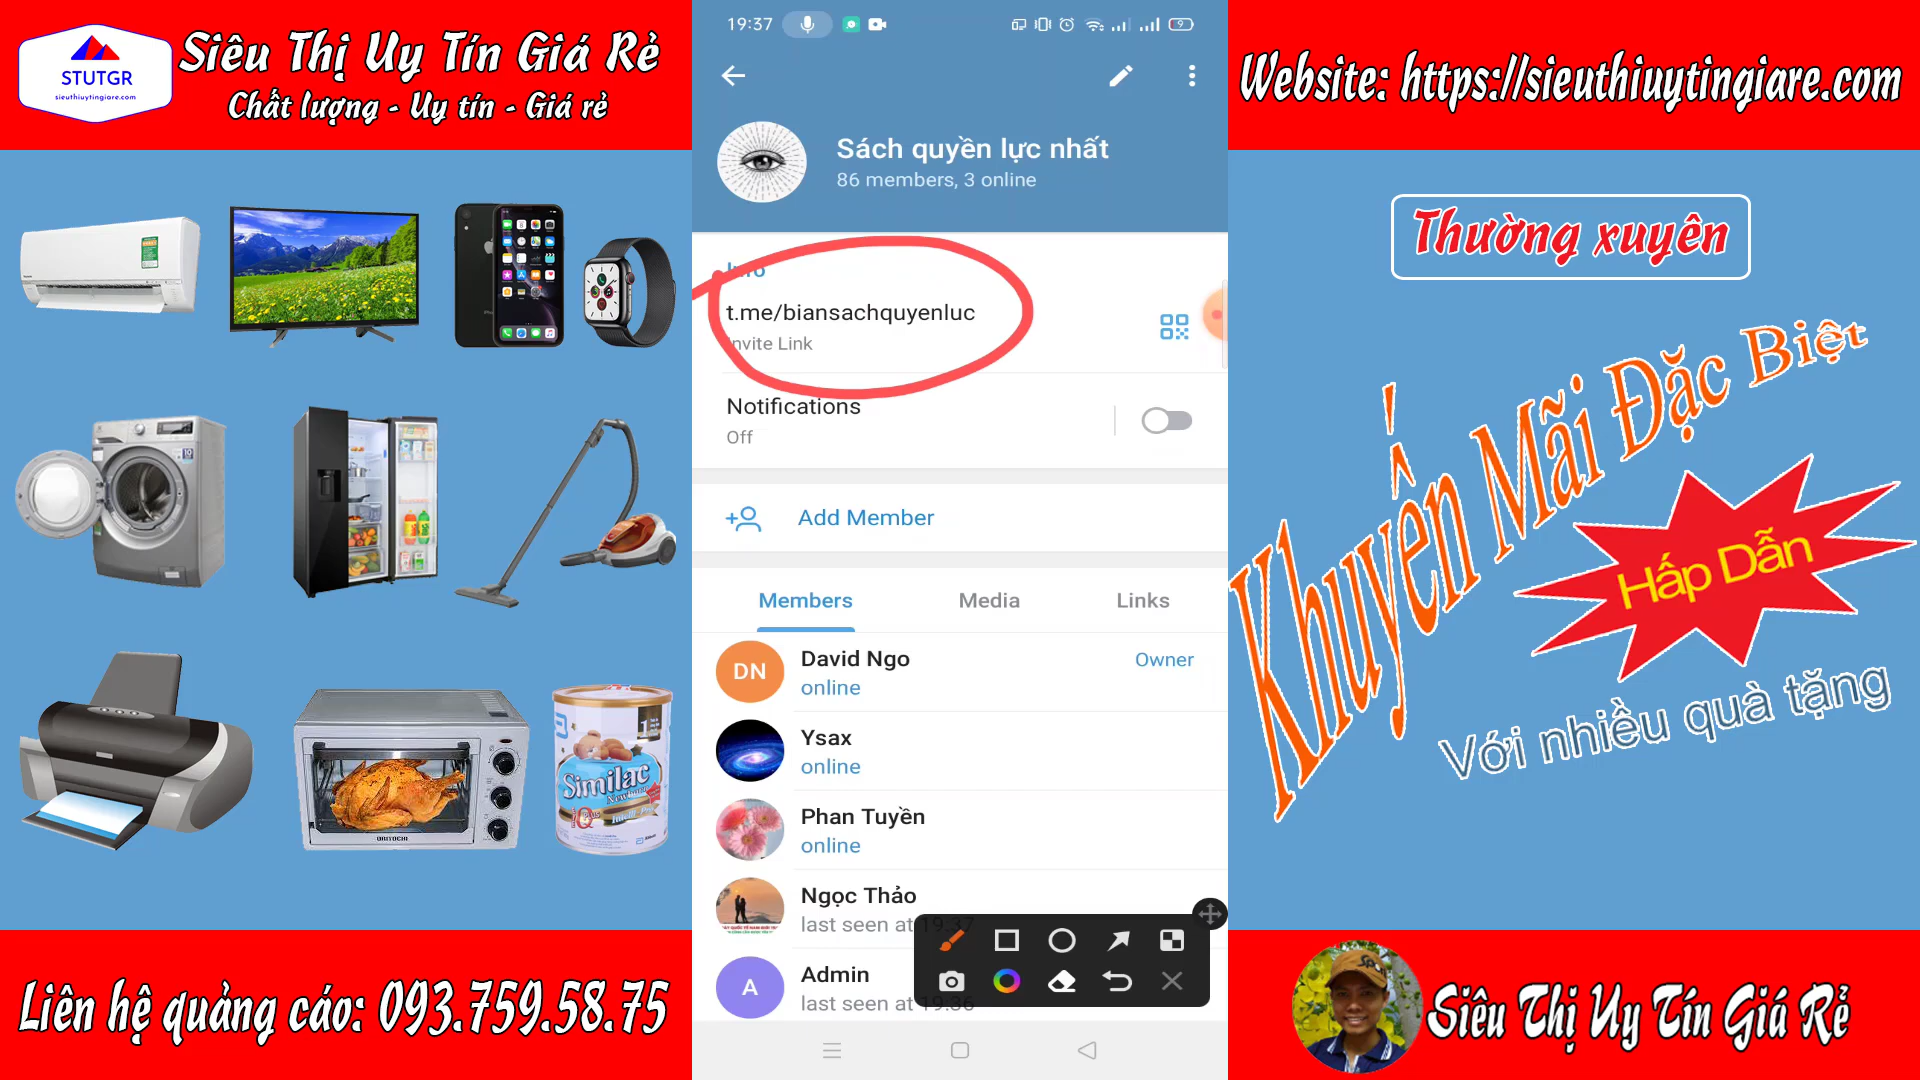 STUTGR
sieuthiuytingiare.com
Siêu Thị Uy Tín Giá Rẻ
Chất lượng - Uy tín - Giá rẻ
19:37
9
Website: https://sieuthiuytingiare.com
Sách quyền lực nhất
86 members, 3 online
Info
t.me/biansachquyenluc
Invite Link
Notifications
Off
Add Member
Members
Media
Links
DN
David Ngo
Owner
online
Ysax
online
Phan Tuyền
online
Ngọc Thảo
last seen at 19.37
A
Admin
last seen at 19.36
Thường xuyên
Khuyến Mãi Đặc Biệt
Hấp Dẫn
Với nhiều quà tặng
Similac
DAITOCHI
Liên hệ quảng cáo: 093.759.58.75
Siêu Thị Uy Tín Giá Rẻ